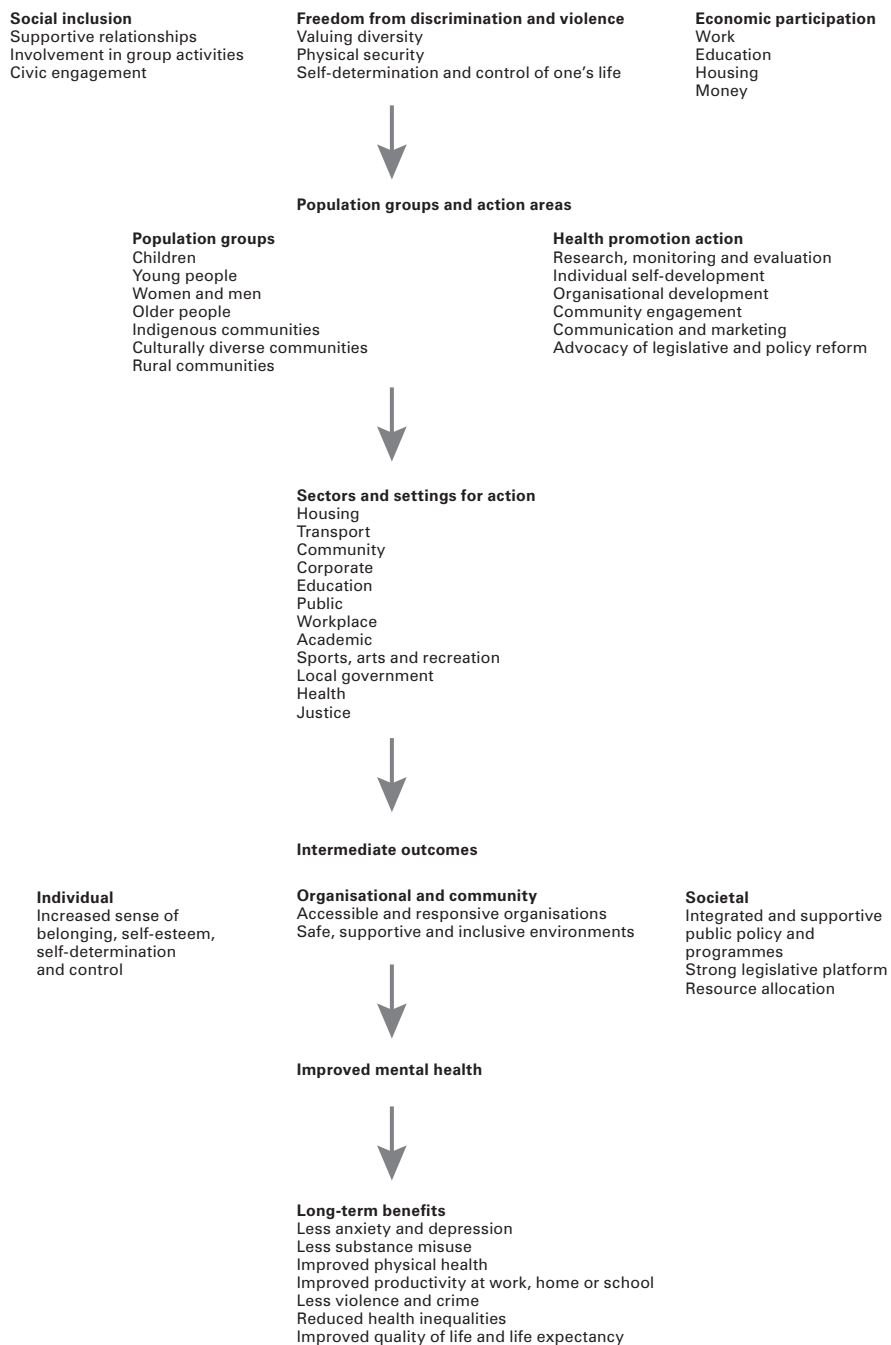 Social inclusion
Supportive relationships
Involvement in group activities
Civic engagement
Freedom from discrimination and violence
Valuing diversity
Physical security
Self-determination and control of one’s life
Economic participation
Work
Education
Housing
Money
Population groups and action areas
Population groups
Children
Young people
Women and men
Older people
Indigenous communities
Culturally diverse communities
Rural communities
Health promotion action
Research, monitoring and evaluation
Individual self-development
Organisational development
Community engagement
Communication and marketing
Advocacy of legislative and policy reform
Sectors and settings for action
Housing
Transport
Community
Corporate
Education
Public
Workplace
Academic
Sports, arts and recreation
Local government
Health
Justice
Intermediate outcomes
Individual
Increased sense of
belonging, self-esteem,
self-determination
and control
Organisational and community
Accessible and responsive organisations
Safe, supportive and inclusive environments
Societal
Integrated and supportive
public policy and
programmes
Strong legislative platform
Resource allocation
Improved mental health
Long-term benefits
Less anxiety and depression
Less substance misuse
Improved physical health
Improved productivity at work, home or school
Less violence and crime
Reduced health inequalities
Improved quality of life and life expectancy